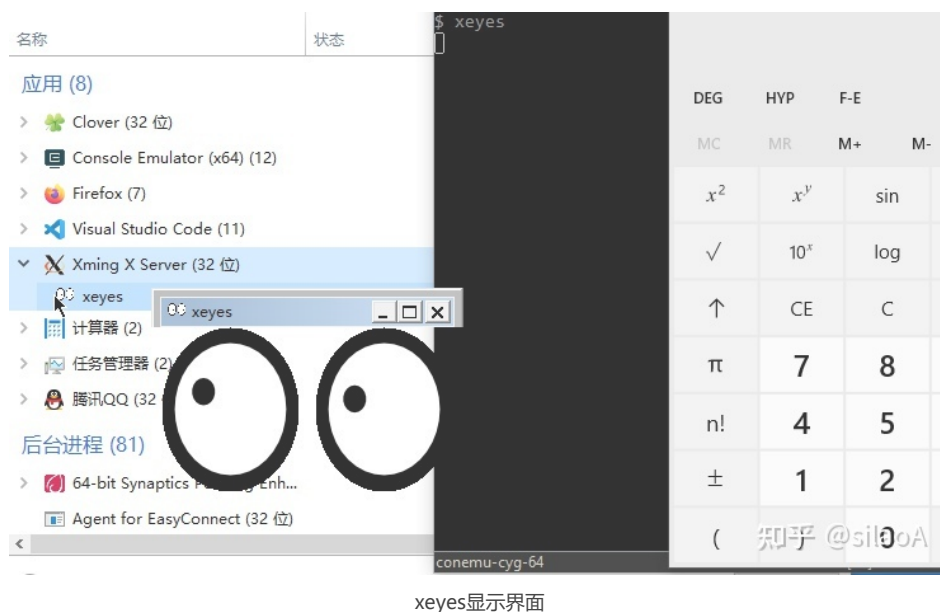 名称
状态
应用 (8)
Clover (32 位)
Console Emulator (x64) (12)
Firefox (7)
Visual Studio Code (11)
Xming X Server (32 位)
xeyes
计算器 (2)
任务管理器 (2)
腾讯QQ (32
后台进程 (81)
64-bit Synaptics
Enh...
Agent for EasyConnect (32 位)
xeyes
$ xeyes
conemu-cyg-64
DEG HYP F-E
MC MR M+ M-
x² xʸ sin
√ 10ˣ log
↑ CE C
π 7 8
n! 4 5
± 1 2
( ) 0
知乎 @silaoA
xeyes显示界面